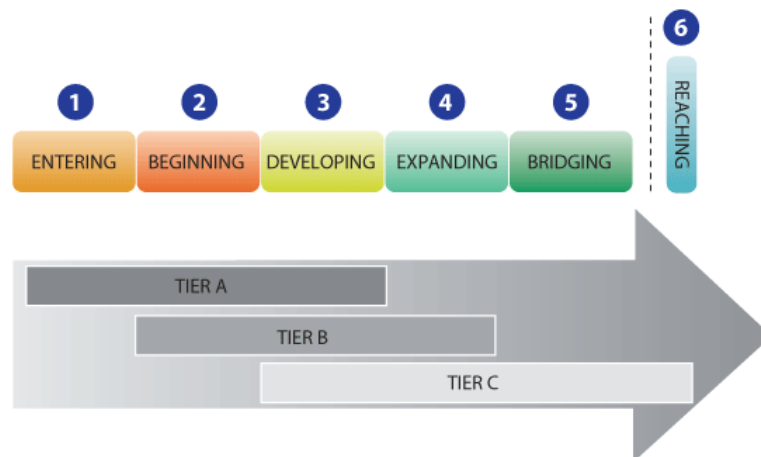 6
1 2 3 4 5
REACHING
ENTERING BEGINNING DEVELOPING EXPANDING BRIDGING
TIER A
TIER B
TIER C